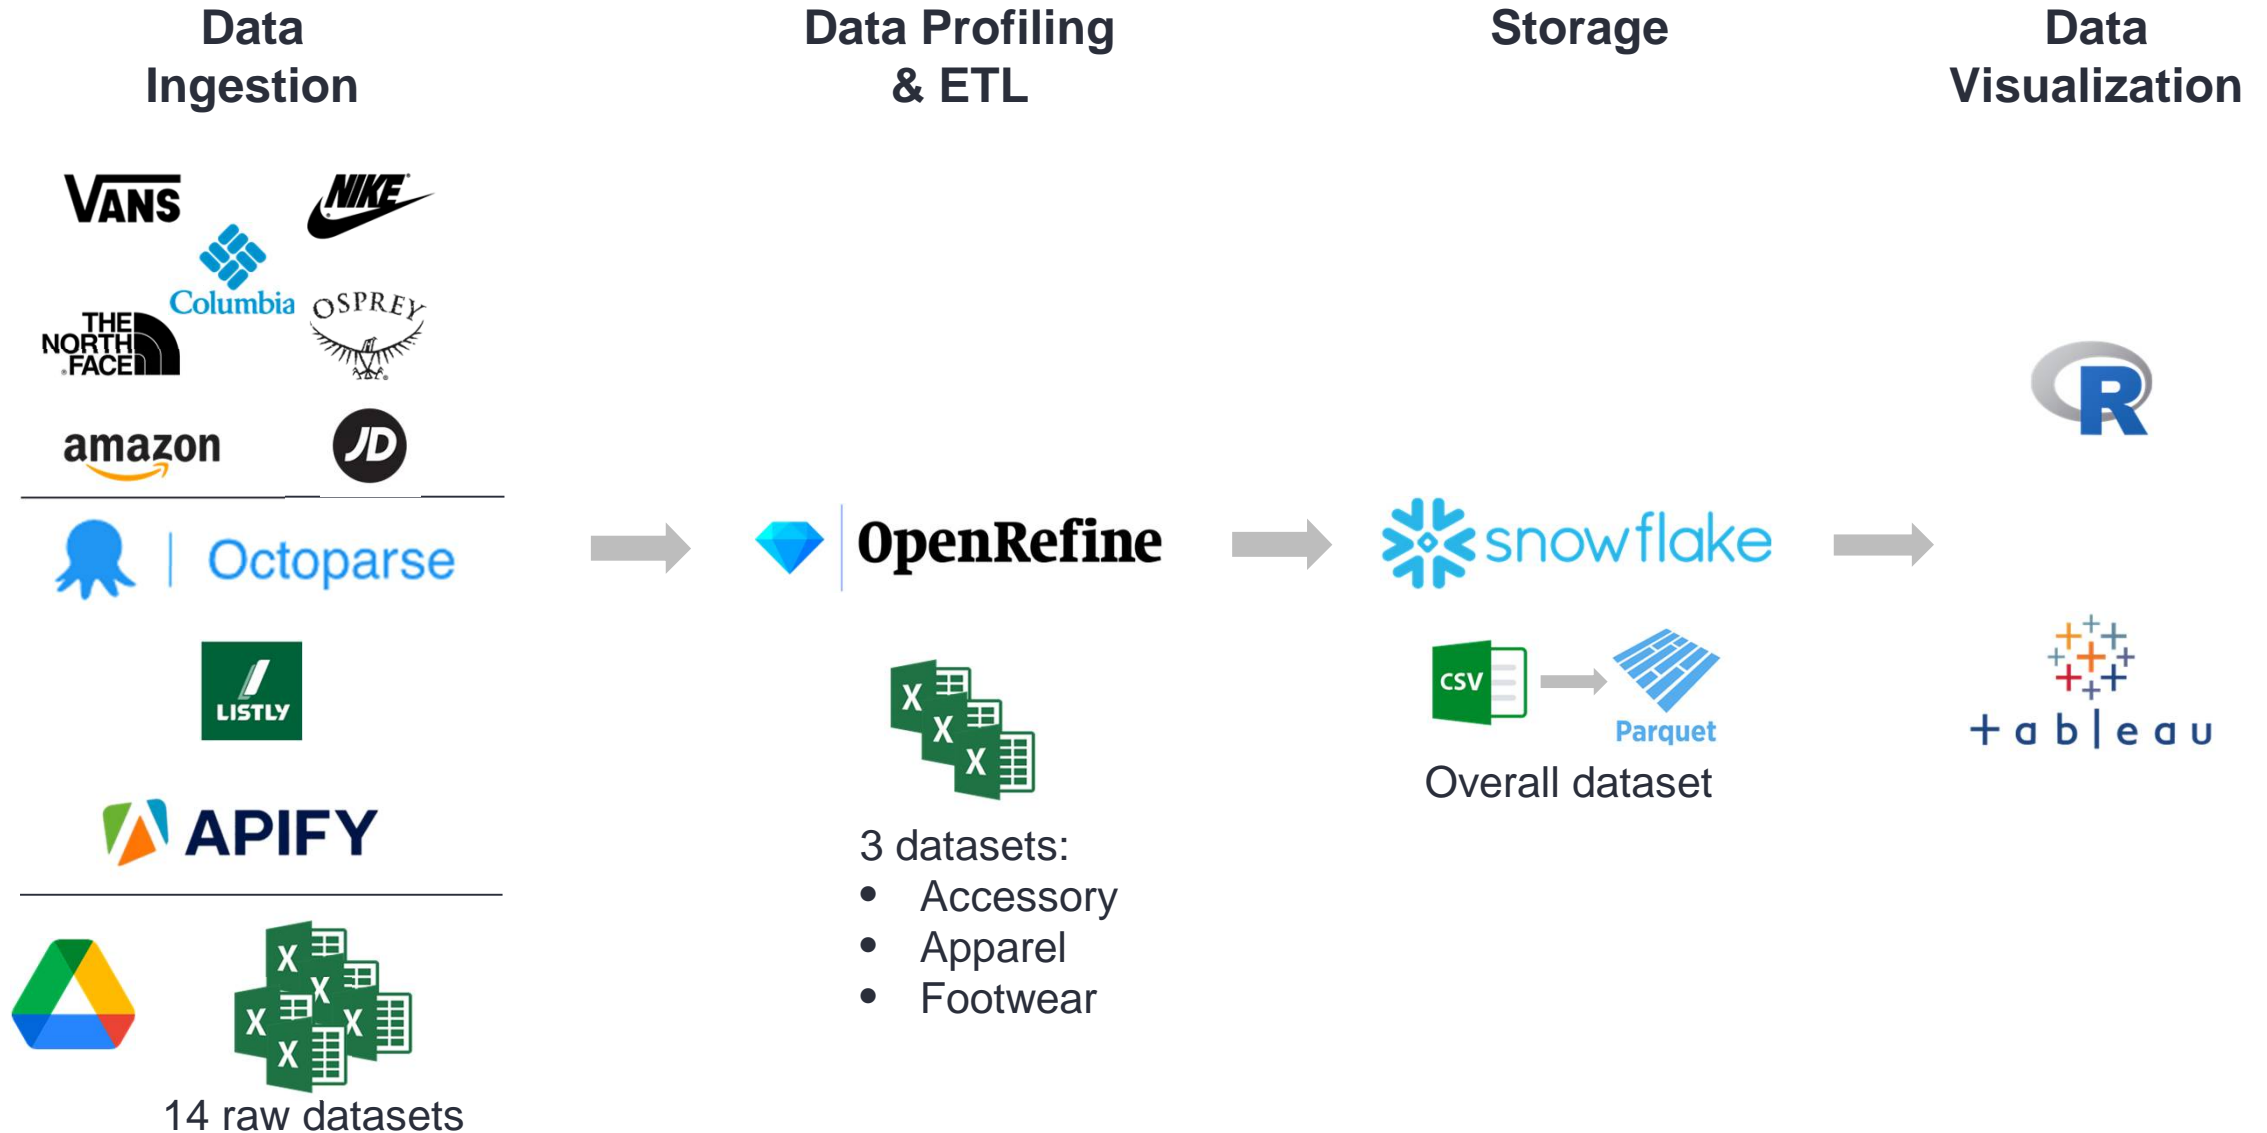 Data
Ingestion
VANS
NIKE
Columbia
THE
NORTH
FACE
OSPREY
amazon
JD
Octoparse
LISTLY
APIFY
X
X
X
X
X
14 raw datasets
Data Profiling
& ETL
OpenRefine
X
X
X
3 datasets:
• Accessory
• Apparel
• Footwear
Storage
snowflake
CSV
Parquet
Overall dataset
Data
Visualization
R
+ableau